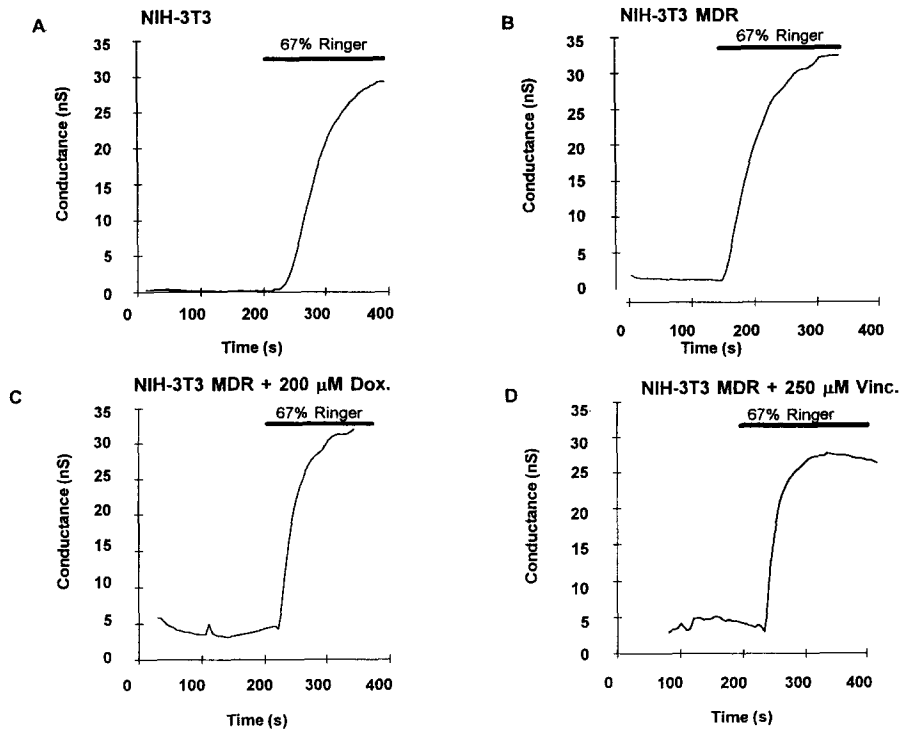 A
NIH-3T3
67% Ringer
Conductance (nS)
35
30
25
20
15
10
5
0
0
100
200
300
400
Time (s)
B
NIH-3T3 MDR
67% Ringer
Conductance (nS)
35
30
25
20
15
10
5
0
0
100
200
300
400
Time (s)
C
NIH-3T3 MDR + 200 µM Dox.
67% Ringer
Conductance (nS)
35
30
25
20
15
10
5
0
0
100
200
300
400
Time (s)
D
NIH-3T3 MDR + 250 µM Vinc.
67% Ringer
Conductance (nS)
35
30
25
20
15
10
5
0
0
100
200
300
400
Time (s)